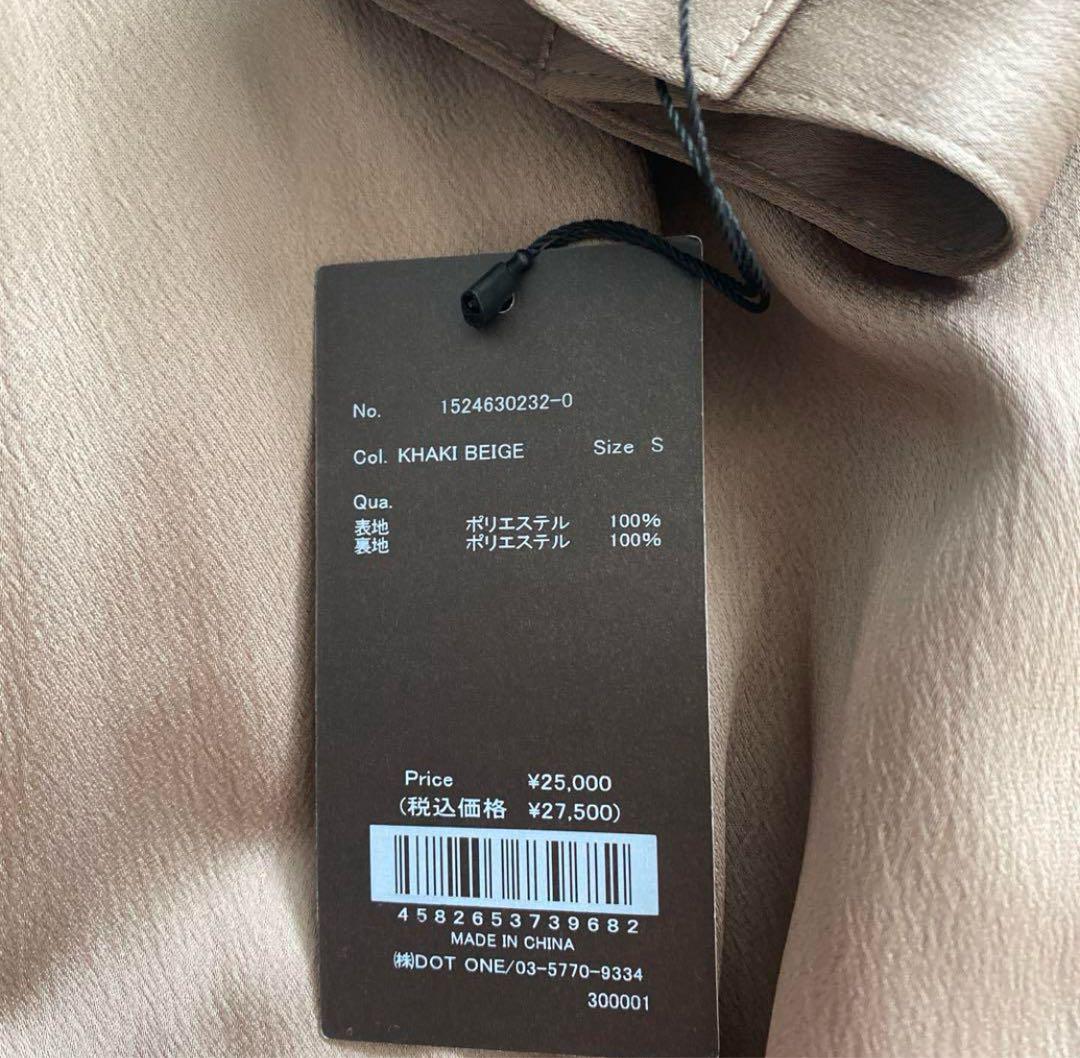 No. 1524630232-0
Col. KHAKI BEIGE Size S
Qua.
表地 ポリエステル 100%
裏地 ポリエステル 100%
Price ¥25,000
(税込価格 ¥27,500)
4582653739682
MADE IN CHINA
㈱DOT ONE/03-5770-9334
300001